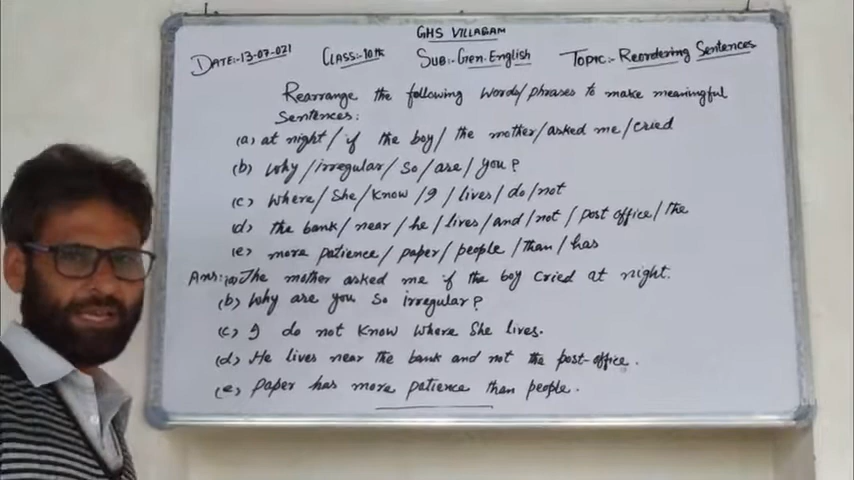 GHS VILLAGAM
DATE:-13-07-021 CLASS:-10th SUB:-Gen.English TOPIC:-Reordering Sentences
Rearrange the following words/phrases to make meaningful
Sentences:
(a) at night/if the boy/the mother/asked me/cried
(b) why/irregular/so/are/you?
(c) where/She/know/I/lives/do/not
(d) the bank/near/he/lives/and/not/post office/the
(e) more patience/paper/people/than/has
Ans:(a) The mother asked me if the boy cried at night.
(b) Why are you so irregular?
(c) I do not know where She lives.
(d) He lives near the bank and not the post-office.
(e) Paper has more patience than people.